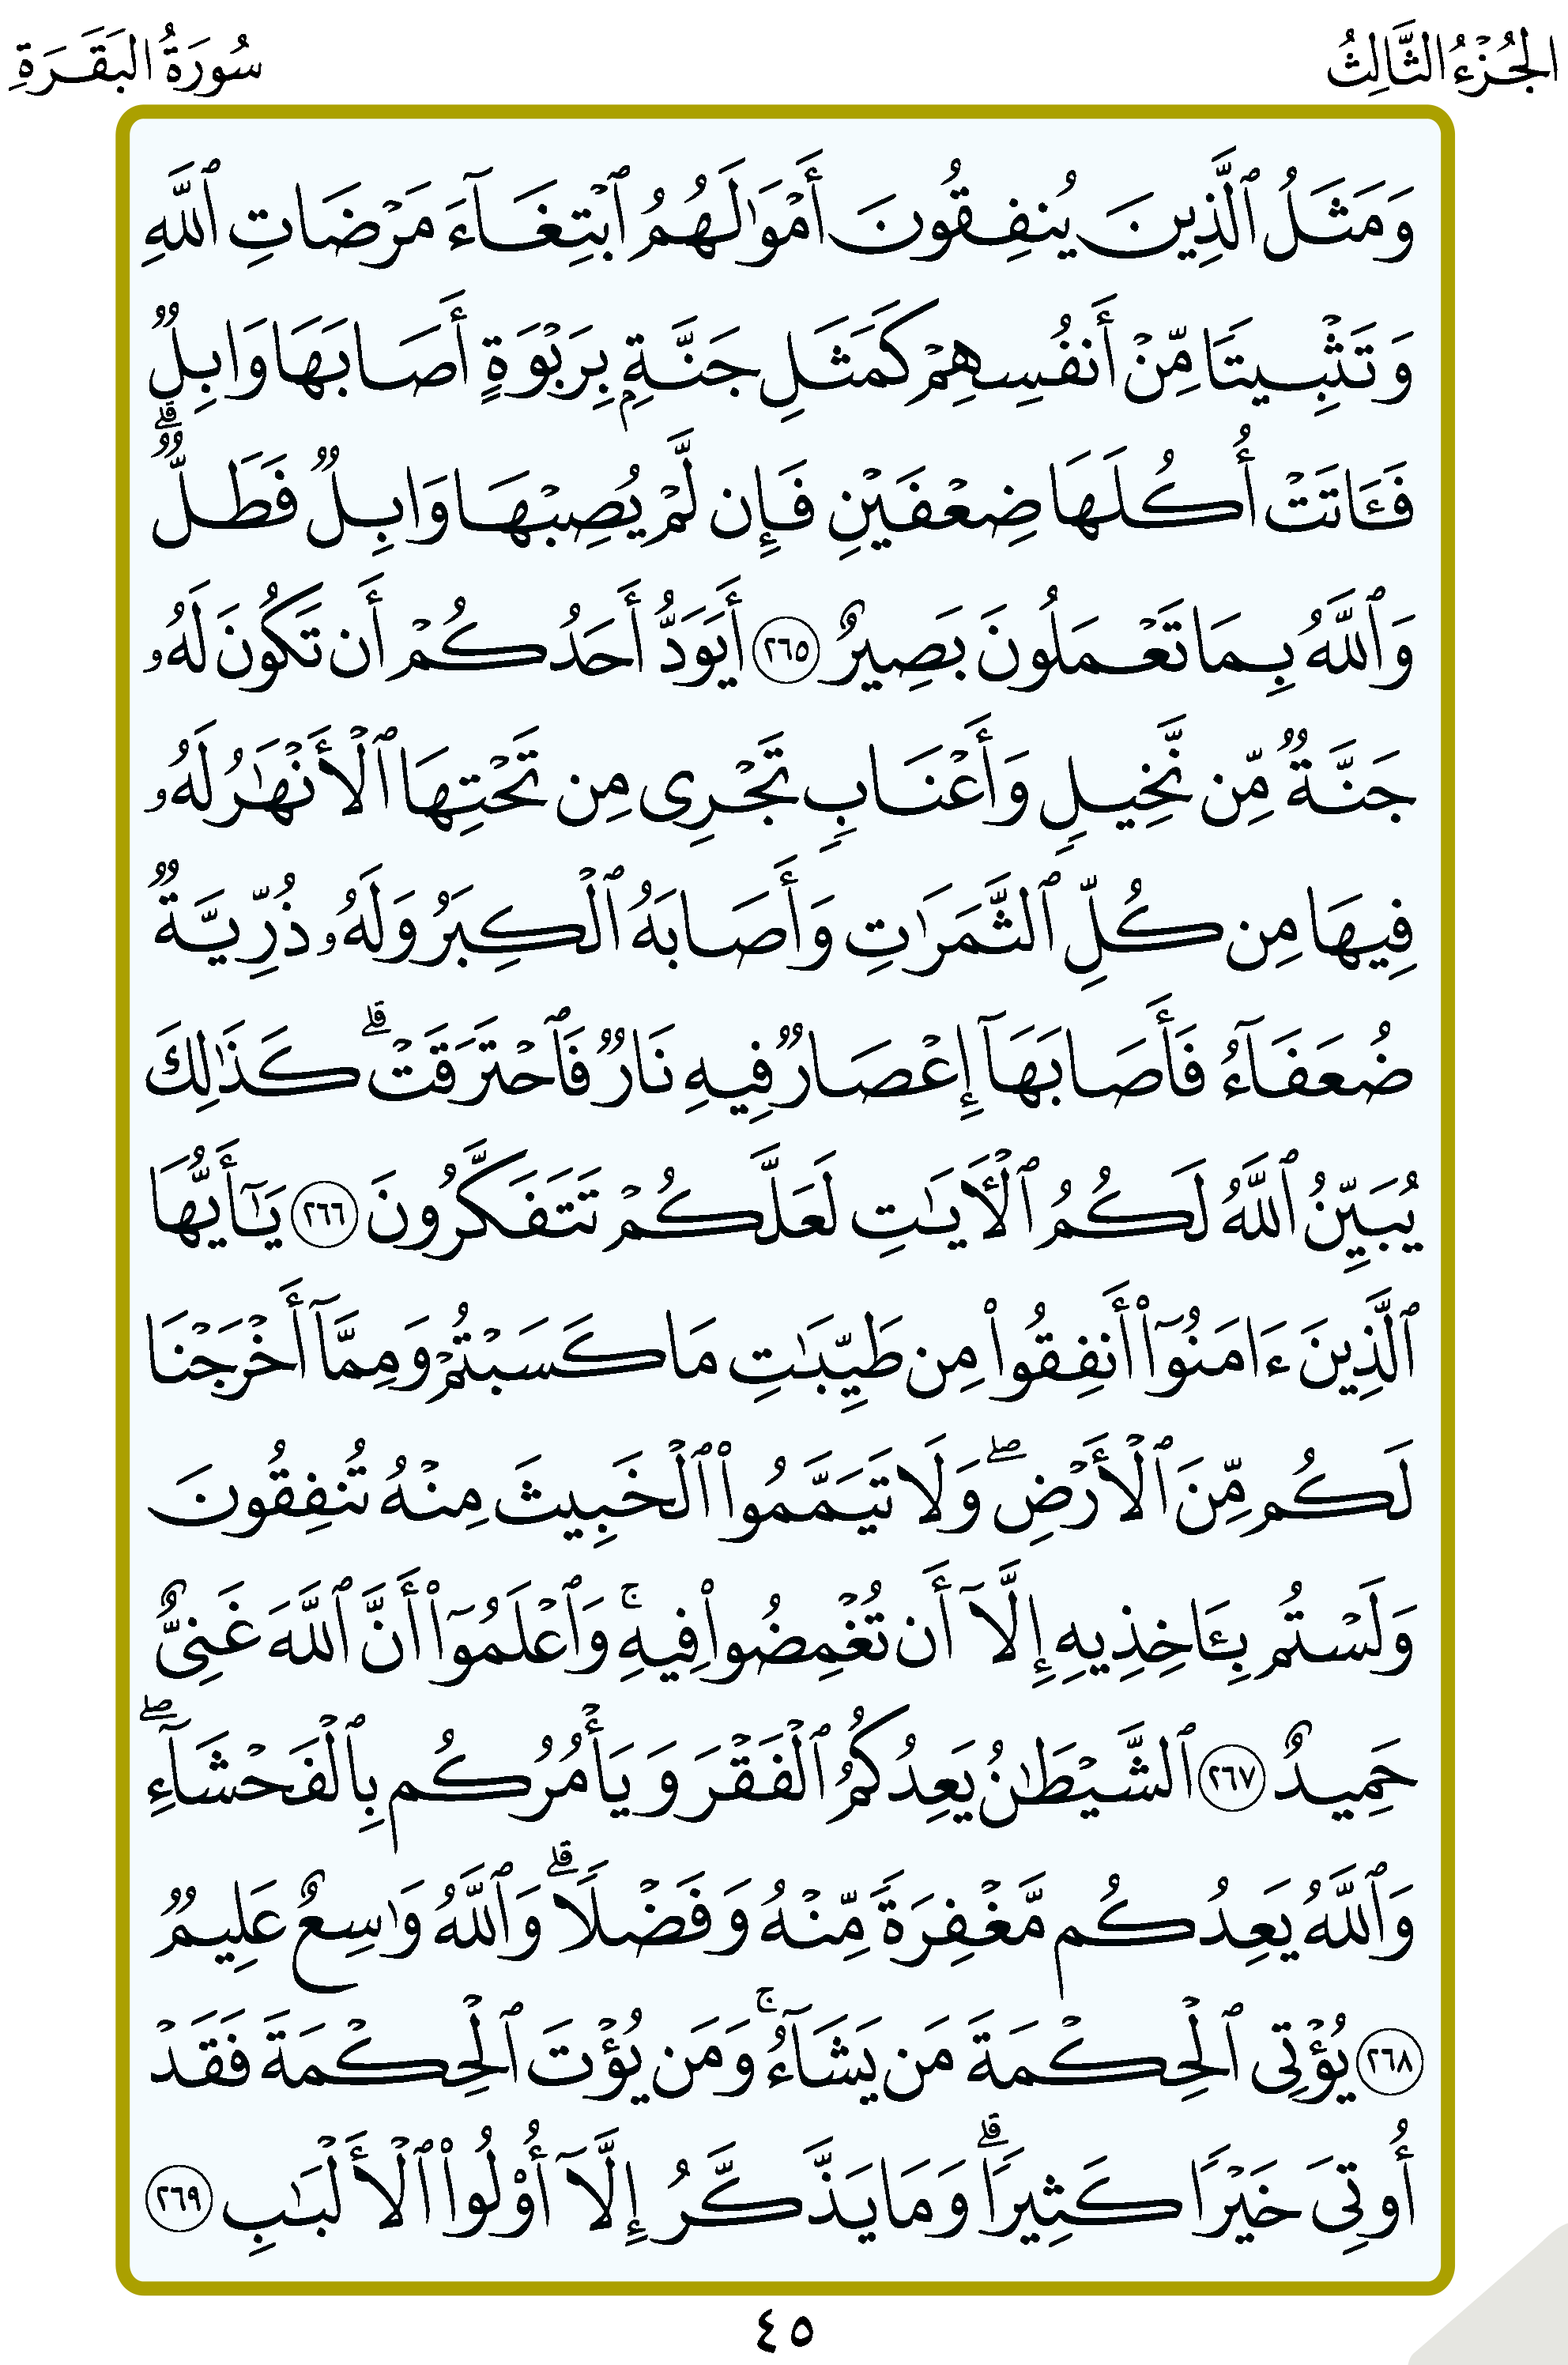 الجُزْءُ الثَّالِثُ
سُورَةُ البَقَرَةِ
وَمَثَلُ ٱلَّذِينَ يُنفِقُونَ أَمْوَٰلَهُمُ ٱبْتِغَآءَ مَرْضَاتِ ٱللَّهِ
وَتَثْبِيتًا مِّنْ أَنفُسِهِمْ كَمَثَلِ جَنَّةٍۭ بِرَبْوَةٍ أَصَابَهَا وَابِلٌ
فَـَٔاتَتْ أُكُلَهَا ضِعْفَيْنِ فَإِن لَّمْ يُصِبْهَا وَابِلٌ فَطَلٌّ ۗ
وَٱللَّهُ بِمَا تَعْمَلُونَ بَصِيرٌ ٢٦٥ أَيَوَدُّ أَحَدُكُمْ أَن تَكُونَ لَهُۥ
جَنَّةٌ مِّن نَّخِيلٍ وَأَعْنَابٍ تَجْرِى مِن تَحْتِهَا ٱلْأَنْهَٰرُ لَهُۥ
فِيهَا مِن كُلِّ ٱلثَّمَرَٰتِ وَأَصَابَهُ ٱلْكِبَرُ وَلَهُۥ ذُرِّيَّةٌ
ضُعَفَآءُ فَأَصَابَهَآ إِعْصَارٌ فِيهِ نَارٌ فَٱحْتَرَقَتْ ۗ كَذَٰلِكَ
يُبَيِّنُ ٱللَّهُ لَكُمُ ٱلْـَٔايَٰتِ لَعَلَّكُمْ تَتَفَكَّرُونَ ٢٦٦ يَٰٓأَيُّهَا
ٱلَّذِينَ ءَامَنُوٓا۟ أَنفِقُوا۟ مِن طَيِّبَٰتِ مَا كَسَبْتُمْ وَمِمَّآ أَخْرَجْنَا
لَكُم مِّنَ ٱلْأَرْضِ ۖ وَلَا تَيَمَّمُوا۟ ٱلْخَبِيثَ مِنْهُ تُنفِقُونَ
وَلَسْتُم بِـَٔاخِذِيهِ إِلَّآ أَن تُغْمِضُوا۟ فِيهِ ۚ وَٱعْلَمُوٓا۟ أَنَّ ٱللَّهَ غَنِىٌّ
حَمِيدٌ ٢٦٧ ٱلشَّيْطَٰنُ يَعِدُكُمُ ٱلْفَقْرَ وَيَأْمُرُكُم بِٱلْفَحْشَآءِ ۖ
وَٱللَّهُ يَعِدُكُم مَّغْفِرَةً مِّنْهُ وَفَضْلًا ۗ وَٱللَّهُ وَٰسِعٌ عَلِيمٌ
٢٦٨ يُؤْتِى ٱلْحِكْمَةَ مَن يَشَآءُ ۚ وَمَن يُؤْتَ ٱلْحِكْمَةَ فَقَدْ
أُوتِىَ خَيْرًا كَثِيرًا ۗ وَمَا يَذَّكَّرُ إِلَّآ أُو۟لُوا۟ ٱلْأَلْبَٰبِ ٢٦٩
٤٥